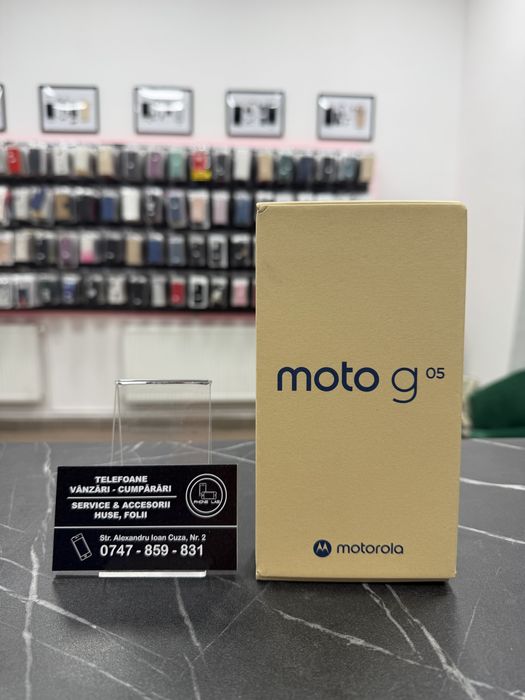 moto g 05
motorola
TELEFOANE
VÂNZĂRI - CUMPĂRĂRI
SERVICE & ACCESORII
HUSE, FOLII
PHONE LAB
Str. Alexandru Ioan Cuza, Nr. 2
0747 - 859 - 831